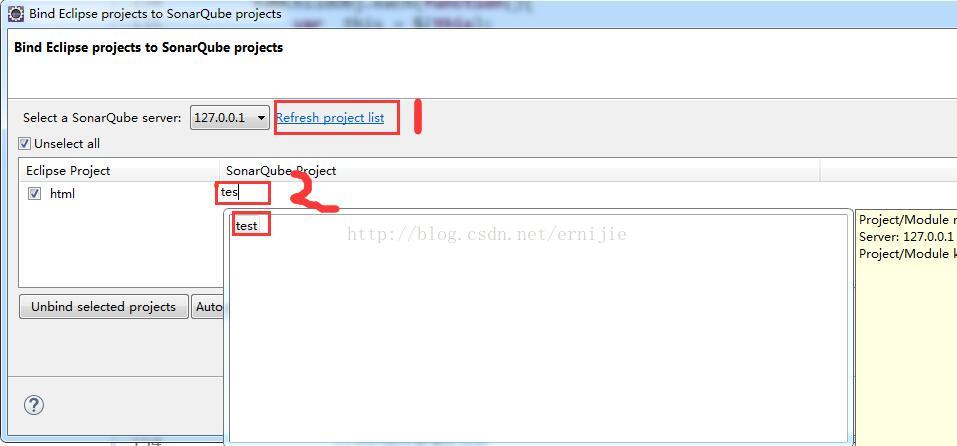 Bind Eclipse projects to SonarQube projects
Bind Eclipse projects to SonarQube projects
Select a SonarQube server: 127.0.0.1 Refresh project list 1
Unselect all
Eclipse Project SonarQube Project
html tes 2
test
http://blog.csdn.net/ernijie
Project/Module
Server: 127.0.0.1
Project/Module
Unbind selected projects Auto
?